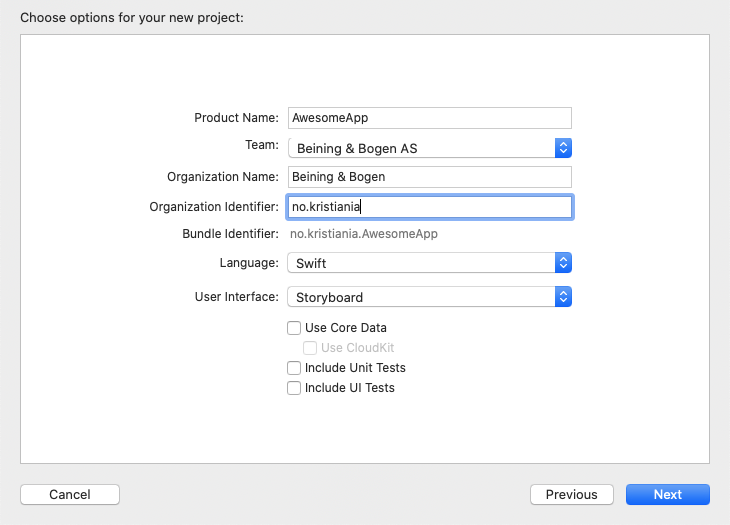 Choose options for your new project:
Product Name: AwesomeApp
Team: Beining & Bogen AS
Organization Name: Beining & Bogen
Organization Identifier: no.kristiania
Bundle Identifier: no.kristiania.AwesomeApp
Language: Swift
User Interface: Storyboard
Use Core Data
Use CloudKit
Include Unit Tests
Include UI Tests
Cancel Previous Next